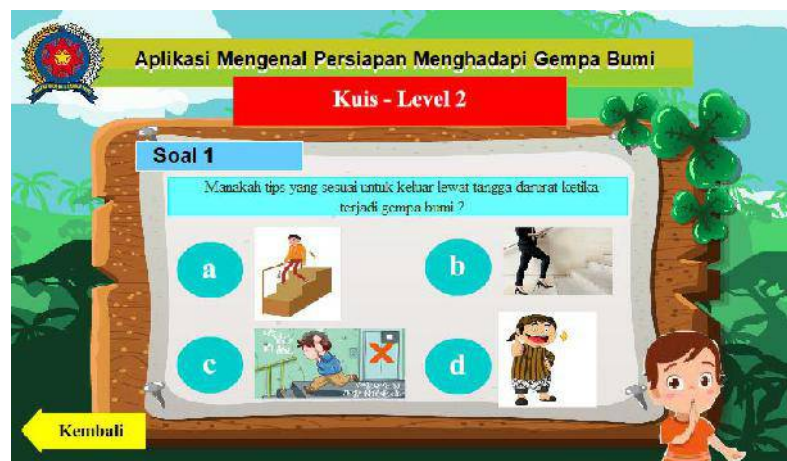 Aplikasi Mengenal Persiapan Menghadapi Gempa Bumi
Kuis - Level 2
Soal 1
Manakah tips yang sesuai untuk keluar lewat tangga darurat ketika
terjadi gempa bumi ?
a
b
c
d
Kembali